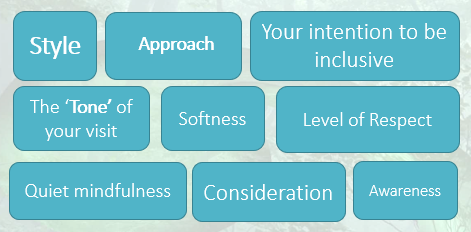 Style
Approach
Your intention to be
inclusive
The ‘Tone’ of
your visit
Softness
Level of Respect
Quiet mindfulness
Consideration
Awareness